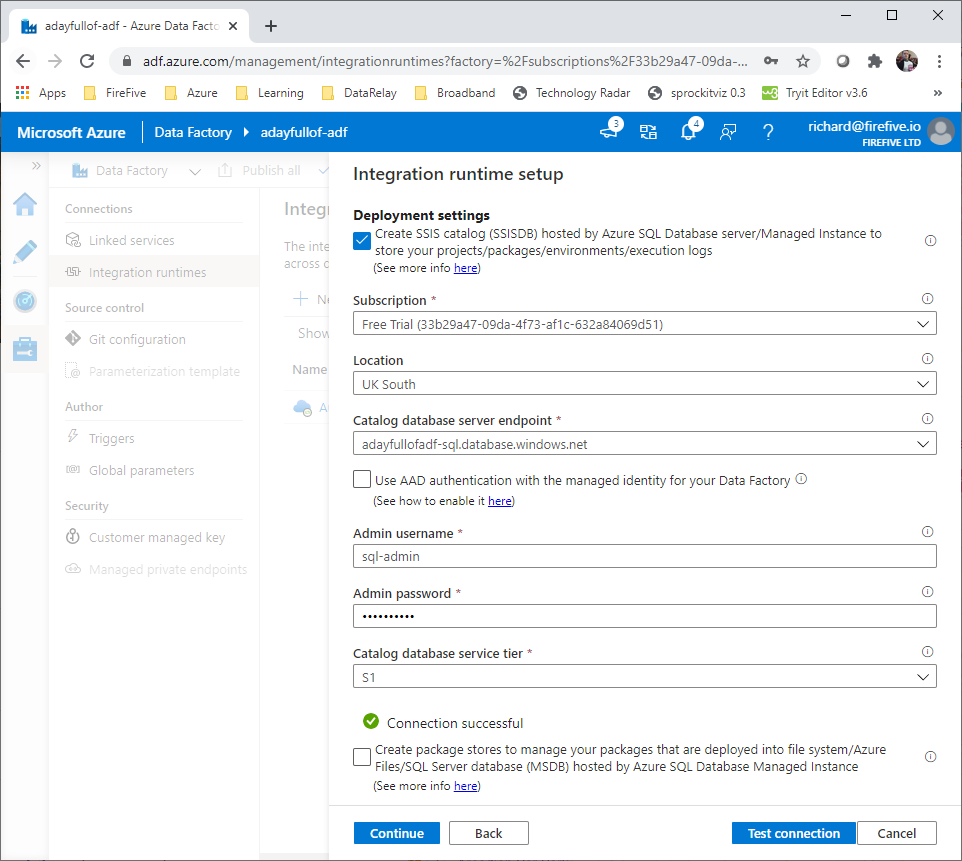 adayfullof-adf - Azure Data Facto
adf.azure.com/management/integrationruntimes?factory=%2Fsubscriptions%2F33b29a47-09da-...
Apps FireFive Azure Learning DataRelay Broadband Technology Radar sprockitviz 0.3 Tryit Editor v3.6 »
Microsoft Azure Data Factory adayfullof-adf 3 4 ? richard@firefive.io
FIREFIVE LTD
» Data Factory Publish all
Connections
Linked services
Integration runtimes
Source control
Git configuration
Parameterization template
Author
Triggers
Global parameters
Security
Customer managed key
Managed private endpoints
Integ
The inte
across d
Ne
Show
Name
A
Integration runtime setup
Deployment settings
Create SSIS catalog (SSISDB) hosted by Azure SQL Database server/Managed Instance to
store your projects/packages/environments/execution logs
(See more info here)
Subscription *
Free Trial (33b29a47-09da-4f73-af1c-632a84069d51)
Location
UK South
Catalog database server endpoint *
adayfullofadf-sql.database.windows.net
Use AAD authentication with the managed identity for your Data Factory
(See how to enable it here)
Admin username *
sql-admin
Admin password *
••••••••••
Catalog database service tier *
S1
Connection successful
Create package stores to manage your packages that are deployed into file system/Azure
Files/SQL Server database (MSDB) hosted by Azure SQL Database Managed Instance
(See more info here)
Continue Back Test connection Cancel